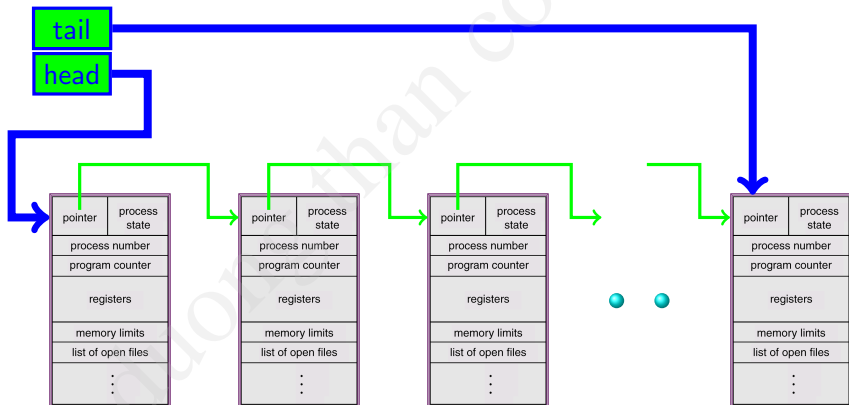 tail
head
pointer
process state
process number
program counter
registers
memory limits
list of open files
pointer
process state
process number
program counter
registers
memory limits
list of open files
pointer
process state
process number
program counter
registers
memory limits
list of open files
pointer
process state
process number
program counter
registers
memory limits
list of open files
duong than co